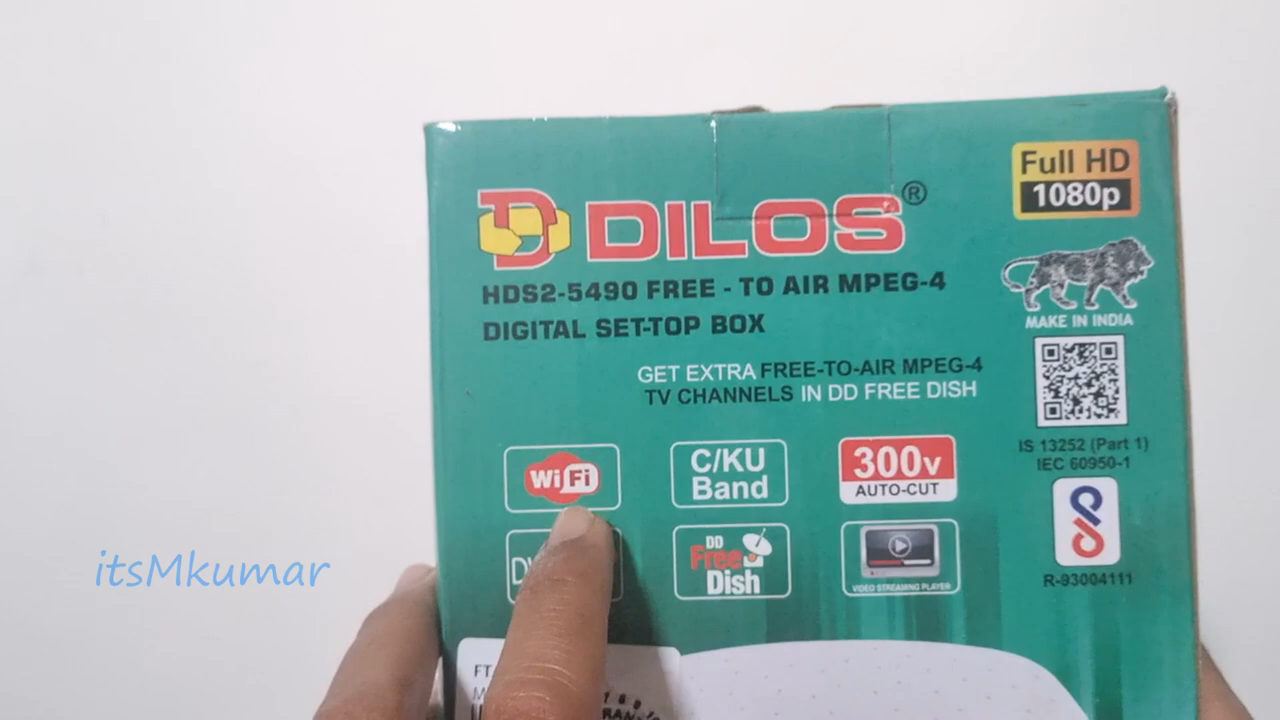 DILOS®
Full HD
1080p
HDS2-5490 FREE - TO AIR MPEG-4
DIGITAL SET-TOP BOX
MAKE IN INDIA
GET EXTRA FREE-TO-AIR MPEG-4
TV CHANNELS IN DD FREE DISH
IS 13252 (Part 1)
IEC 60950-1
WiFi
C/KU
Band
300v
AUTO-CUT
DD
Free
Dish
VIDEO STREAMING PLAYER
R-93004111
itsMkumar